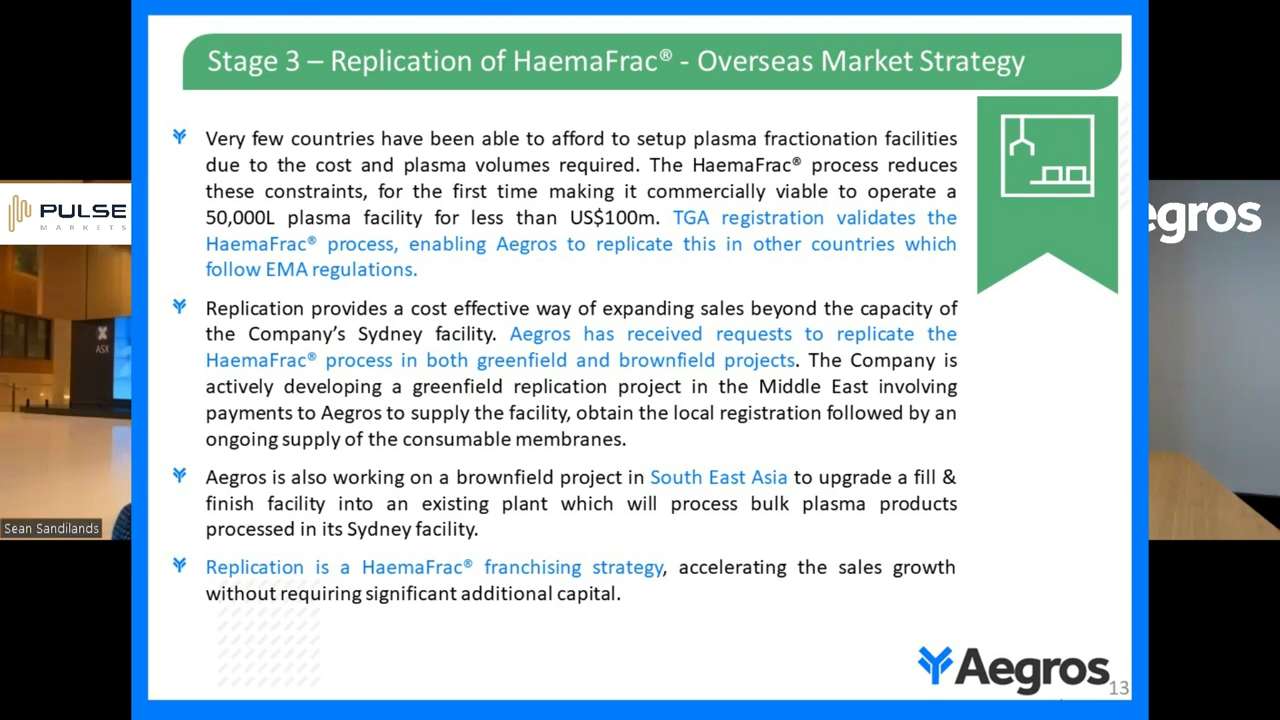 Stage 3 – Replication of HaemaFrac® - Overseas Market Strategy
Very few countries have been able to afford to setup plasma fractionation facilities
due to the cost and plasma volumes required. The HaemaFrac® process reduces
these constraints, for the first time making it commercially viable to operate a
50,000L plasma facility for less than US$100m. TGA registration validates the
HaemaFrac® process, enabling Aegros to replicate this in other countries which
follow EMA regulations.
Replication provides a cost effective way of expanding sales beyond the capacity of
the Company’s Sydney facility. Aegros has received requests to replicate the
HaemaFrac® process in both greenfield and brownfield projects. The Company is
actively developing a greenfield replication project in the Middle East involving
payments to Aegros to supply the facility, obtain the local registration followed by an
ongoing supply of the consumable membranes.
Aegros is also working on a brownfield project in South East Asia to upgrade a fill &
finish facility into an existing plant which will process bulk plasma products
processed in its Sydney facility.
Replication is a HaemaFrac® franchising strategy, accelerating the sales growth
without requiring significant additional capital.
Aegros
13
PULSE
MARKETS
ASX
Sean Sandilands
egros